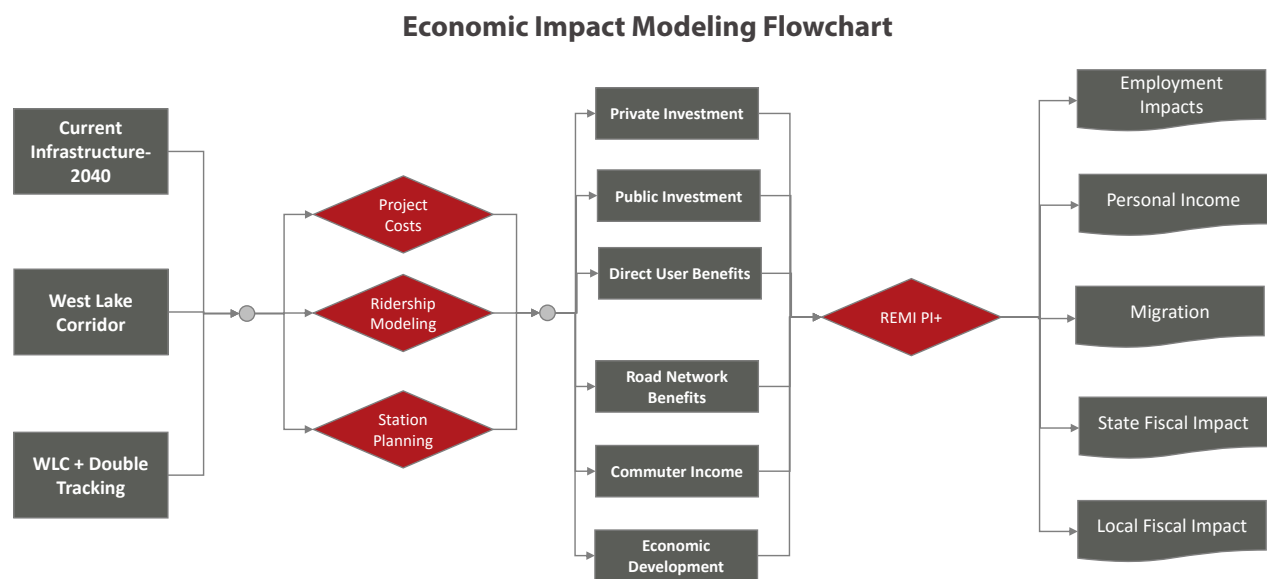 Economic Impact Modeling Flowchart
Current
Infrastructure-
2040
West Lake
Corridor
WLC + Double
Tracking
Project
Costs
Ridership
Modeling
Station
Planning
Private Investment
Public Investment
Direct User Benefits
Road Network
Benefits
Commuter Income
Economic
Development
REMI PI+
Employment
Impacts
Personal Income
Migration
State Fiscal Impact
Local Fiscal Impact